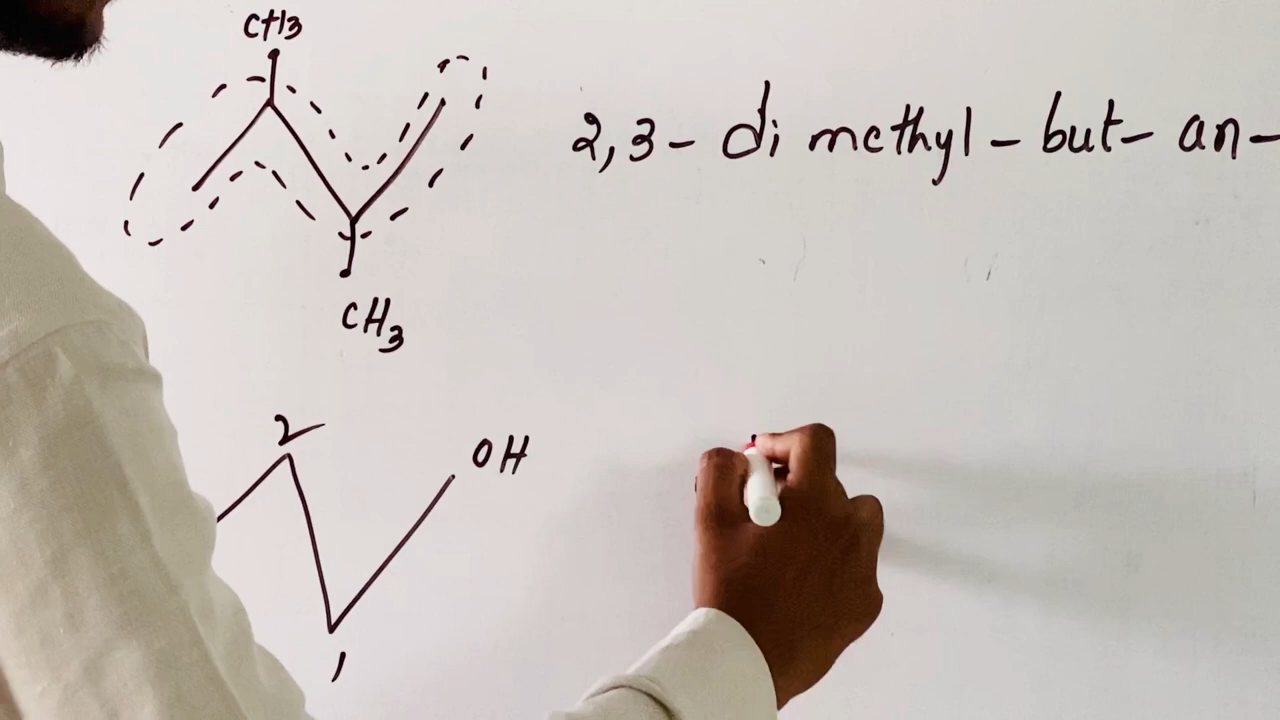 CH3
2,3- di methyl - but - an -
CH3
2
OH
1